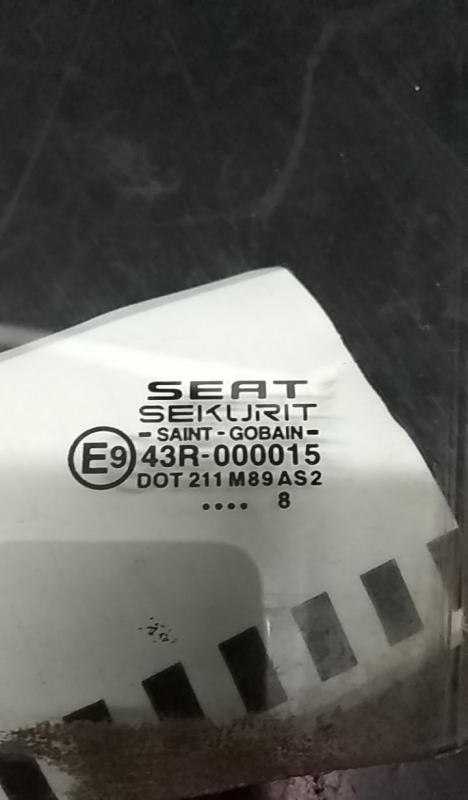 SEAT
SEKURIT
- SAINT - GOBAIN -
E9 43R-000015
DOT 211 M89 AS2
.... 8